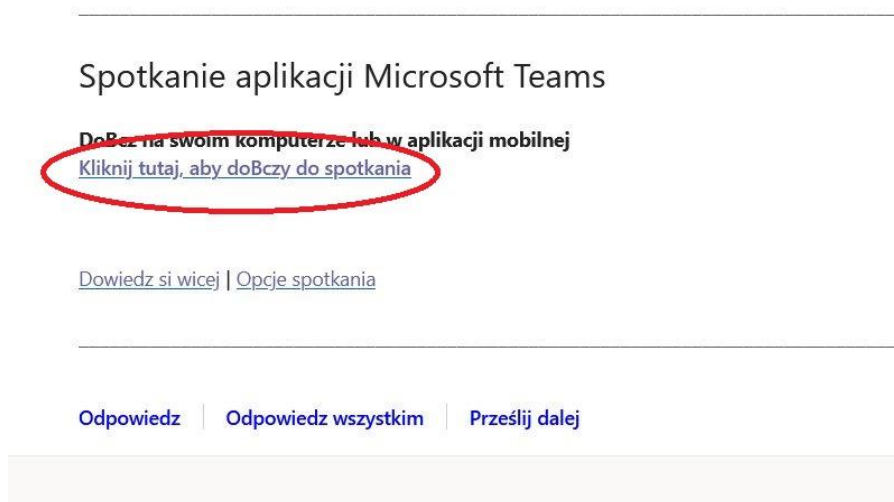 Spotkanie aplikacji Microsoft Teams
DoBcz na swoim komputerze lub w aplikacji mobilnej
Kliknij tutaj, aby doBczy do spotkania
Dowiedz si wicej | Opcje spotkania
Odpowiedz Odpowiedz wszystkim Prześlij dalej